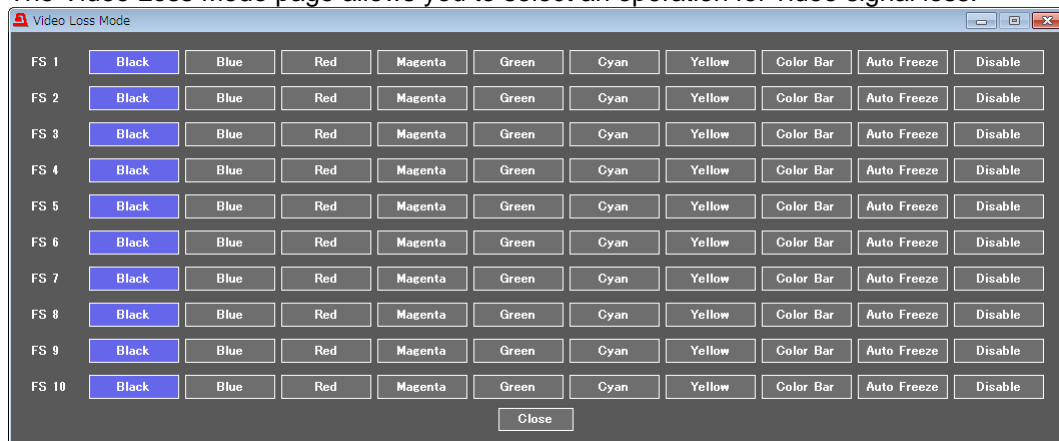 The Video Loss Mode page allows you to select an operation for video signal loss.
Video Loss Mode
FS 1 Black Blue Red Magenta Green Cyan Yellow Color Bar Auto Freeze Disable
FS 2 Black Blue Red Magenta Green Cyan Yellow Color Bar Auto Freeze Disable
FS 3 Black Blue Red Magenta Green Cyan Yellow Color Bar Auto Freeze Disable
FS 4 Black Blue Red Magenta Green Cyan Yellow Color Bar Auto Freeze Disable
FS 5 Black Blue Red Magenta Green Cyan Yellow Color Bar Auto Freeze Disable
FS 6 Black Blue Red Magenta Green Cyan Yellow Color Bar Auto Freeze Disable
FS 7 Black Blue Red Magenta Green Cyan Yellow Color Bar Auto Freeze Disable
FS 8 Black Blue Red Magenta Green Cyan Yellow Color Bar Auto Freeze Disable
FS 9 Black Blue Red Magenta Green Cyan Yellow Color Bar Auto Freeze Disable
FS 10 Black Blue Red Magenta Green Cyan Yellow Color Bar Auto Freeze Disable
Close